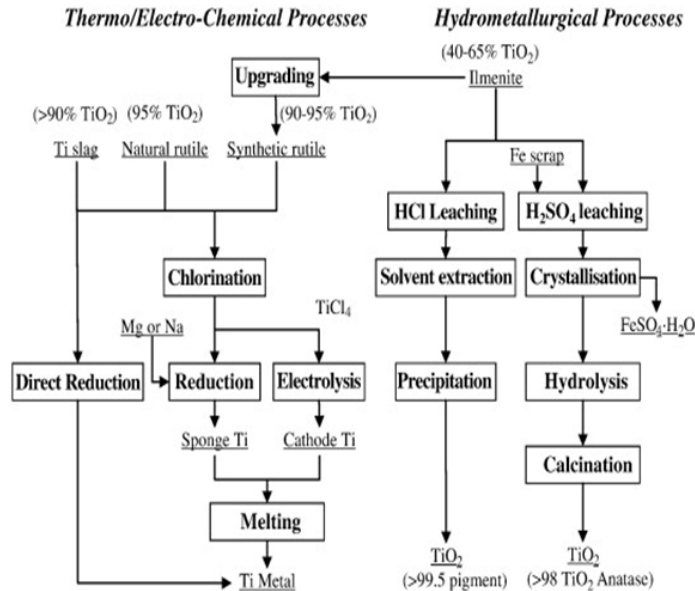 Thermo/Electro-Chemical Processes
Hydrometallurgical Processes
(40-65% TiO₂)
Upgrading
Ilmenite
(>90% TiO₂)
(95% TiO₂)
(90-95% TiO₂)
Ti slag
Natural rutile
Synthetic rutile
Fe scrap
HCl Leaching
H₂SO₄ leaching
Chlorination
Solvent extraction
Crystallisation
TiCl₄
Mg or Na
FeSO₄·H₂O
Direct Reduction
Reduction
Electrolysis
Precipitation
Hydrolysis
Sponge Ti
Cathode Ti
Calcination
Melting
Ti Metal
TiO₂
(>99.5 pigment)
TiO₂
(>98 TiO₂ Anatase)